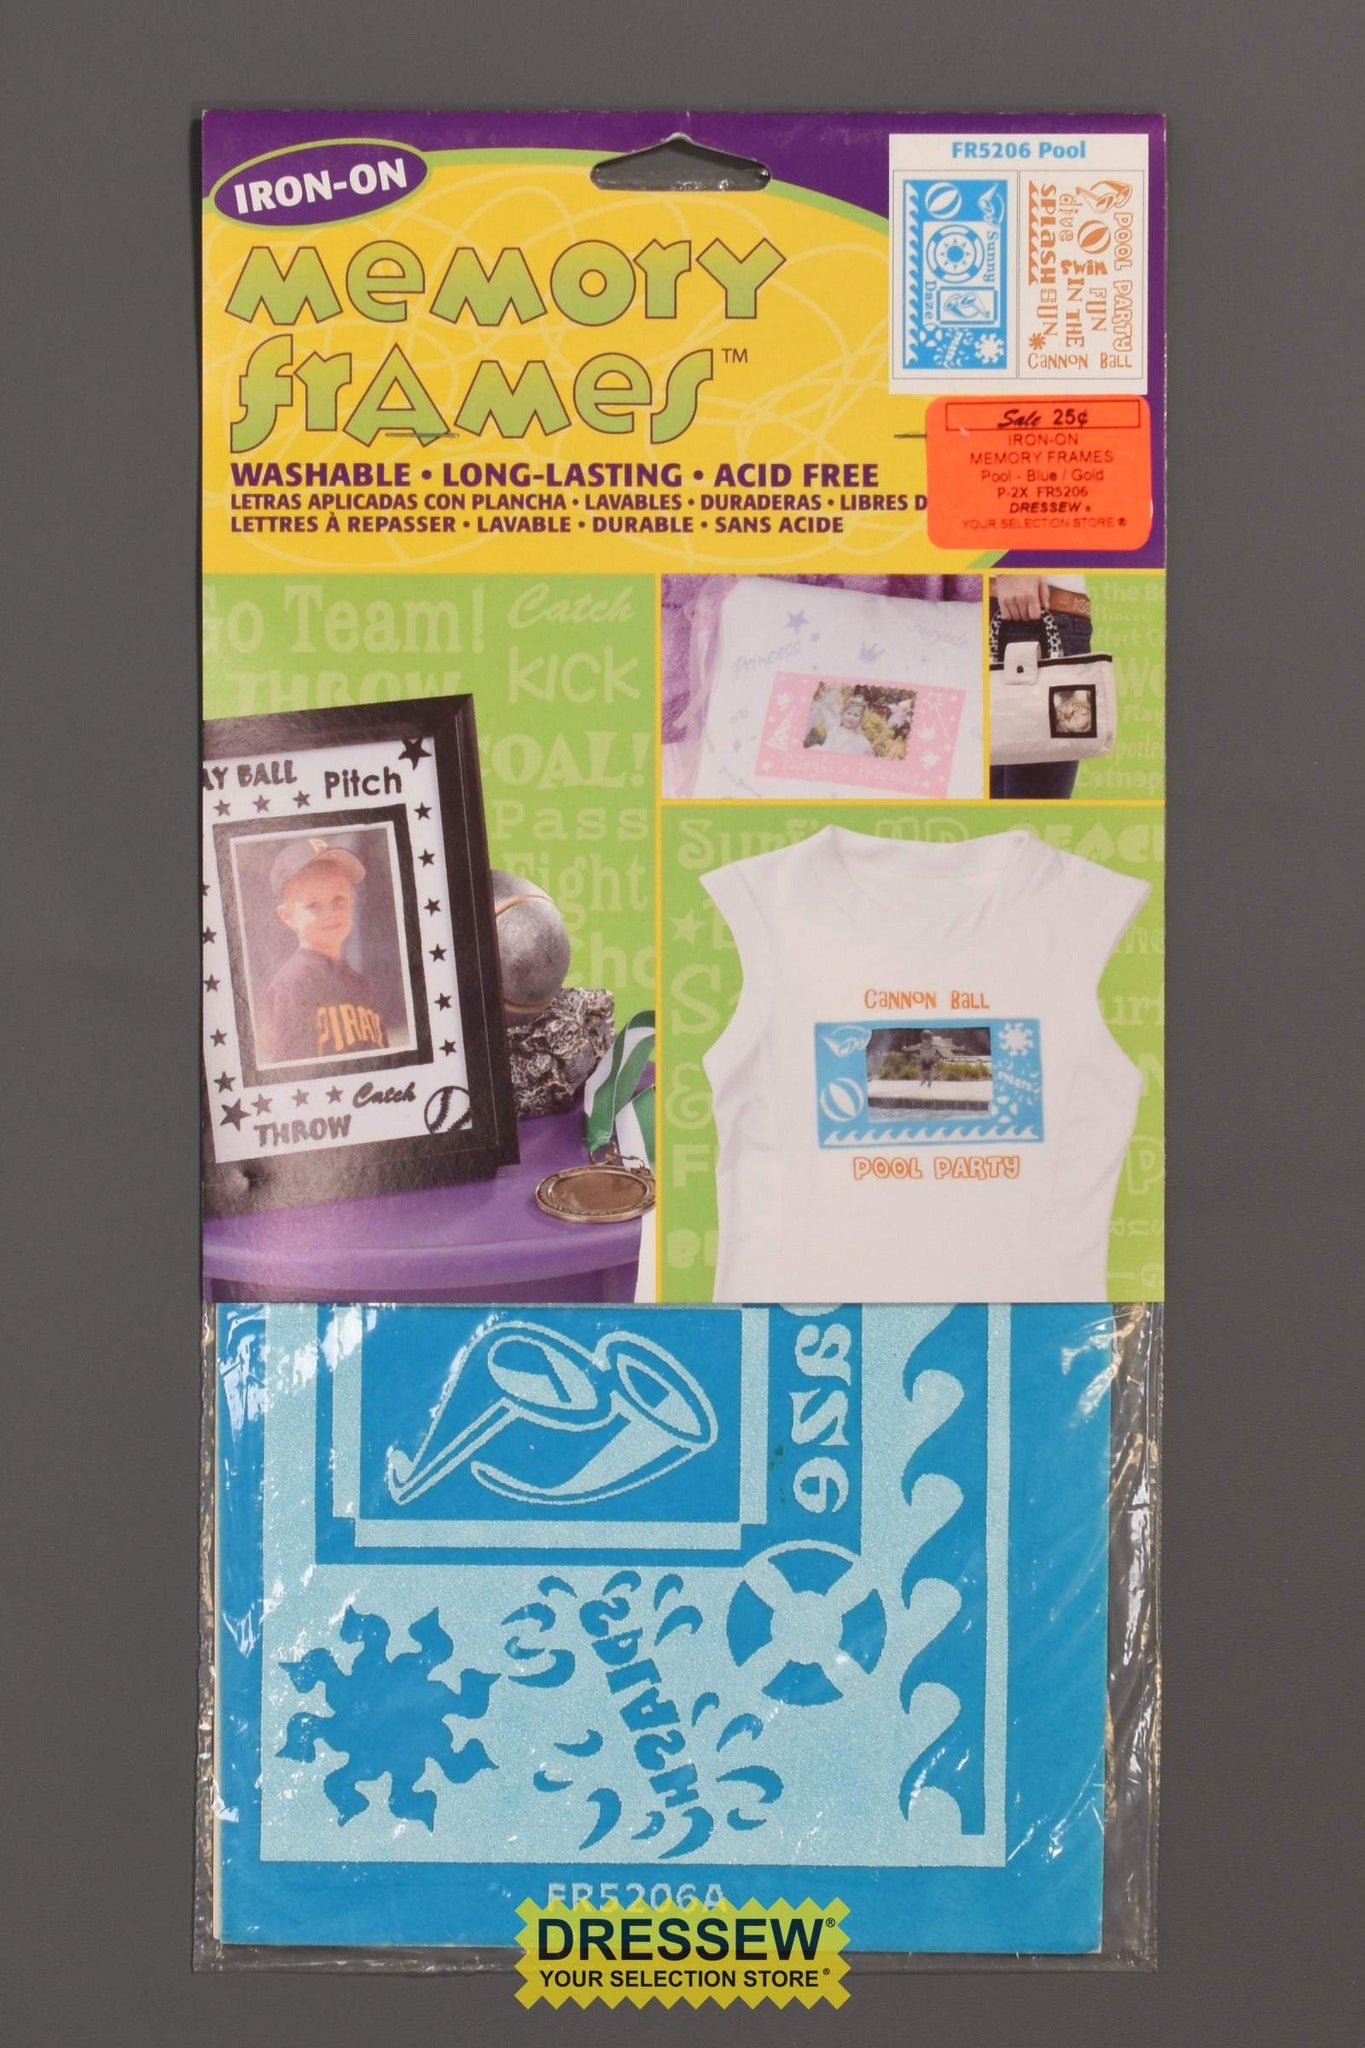 IRON-ON
memory
frames™
WASHABLE • LONG-LASTING • ACID FREE
LETRAS APLICADAS CON PLANCHA • LAVABLES • DURADERAS • LIBRES D
LETTRES À REPASSER • LAVABLE • DURABLE • SANS ACIDE
FR5206 Pool
Sunny
Daze
POOL PARTY
FUN
IN THE
SUN
SWIM
dive
SPLASH
CANNON BALL
Sale 25¢
IRON-ON
MEMORY FRAMES
Pool - Blue / Gold
P-2X FR5206
DRESSEW ®
YOUR SELECTION STORE ®
Go Team!
Catch
KICK
THROW
GOAL!
Pass
AY BALL
Pitch
PIRAT
Catch
THROW
Princess
Fairytale
CANNON BALL
POOL PARTY
SPLASH
FR5206A
DRESSEW®
YOUR SELECTION STORE®